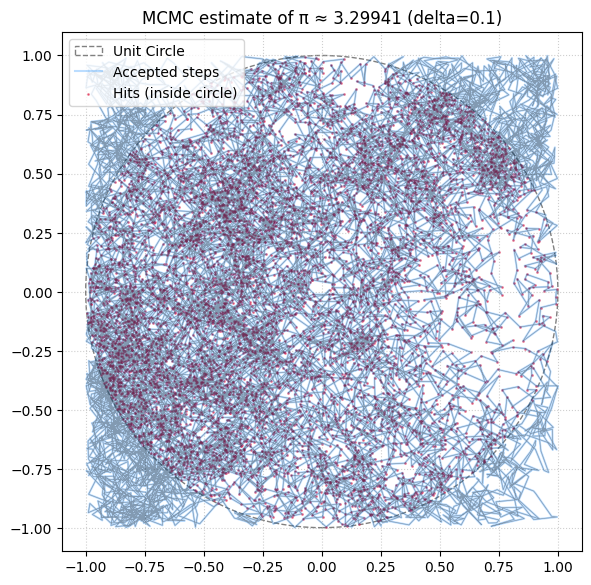 MCMC estimate of π ≈ 3.29941 (delta=0.1)
Unit Circle
Accepted steps
Hits (inside circle)
1.00
0.75
0.50
0.25
0.00
−0.25
−0.50
−0.75
−1.00
−1.00 −0.75 −0.50 −0.25 0.00 0.25 0.50 0.75 1.00